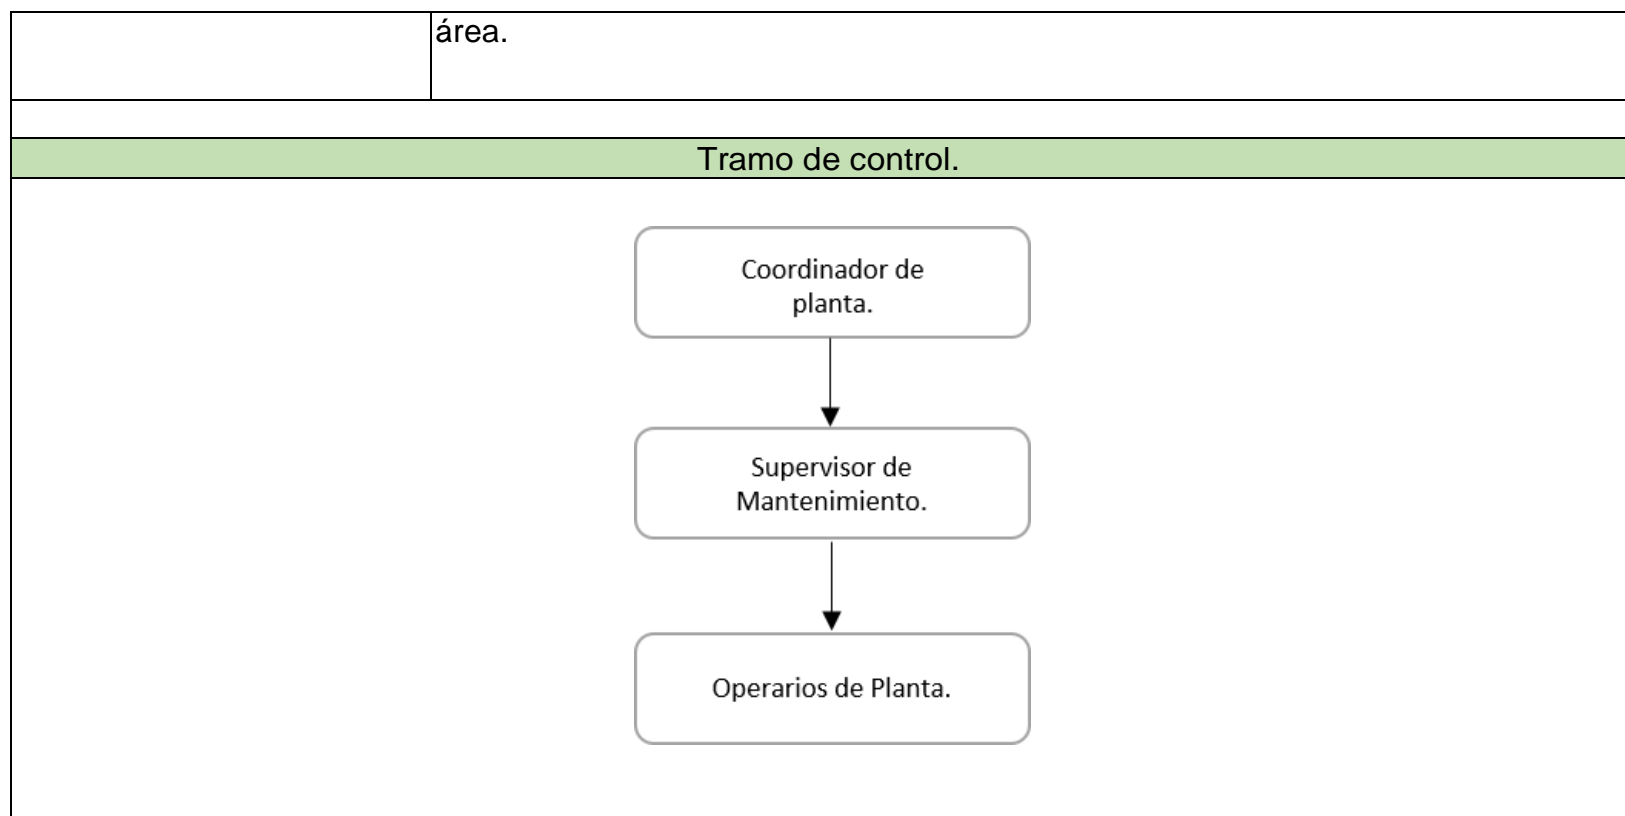 área.
Tramo de control.
Coordinador de
planta.
Supervisor de
Mantenimiento.
Operarios de Planta.